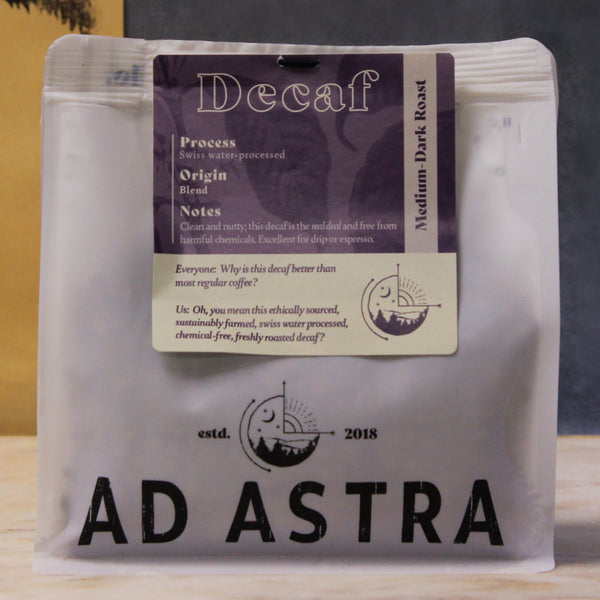 Decaf
Medium-Dark Roast
Process
Swiss water-processed
Origin
Blend
Notes
Clean and nutty; this decaf is the real deal and free from
harmful chemicals. Excellent for drip or espresso.
Everyone: Why is this decaf better than
most regular coffee?
Us: Oh, you mean this ethically sourced,
sustainably farmed, swiss water processed,
chemical-free, freshly roasted decaf?
estd. 2018
AD ASTRA